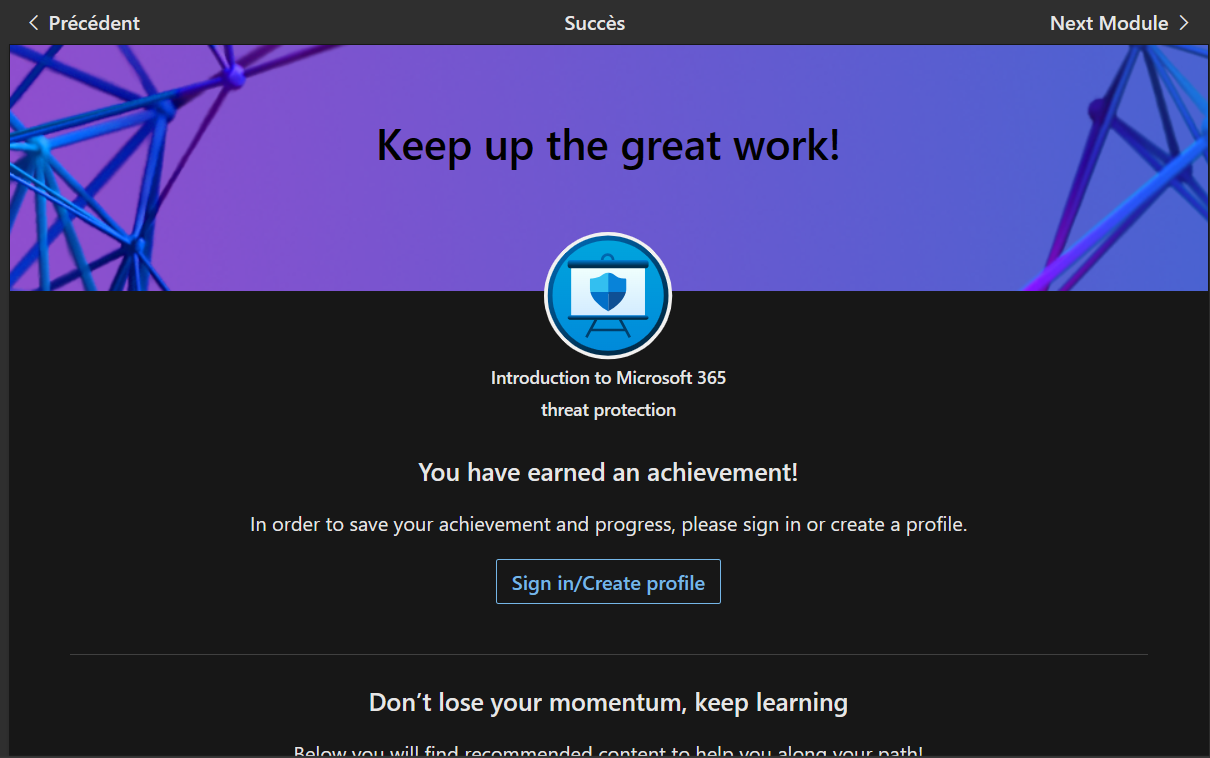 Précédent
Succès
Next Module
Keep up the great work!
Introduction to Microsoft 365
threat protection
You have earned an achievement!
In order to save your achievement and progress, please sign in or create a profile.
Sign in/Create profile
Don’t lose your momentum, keep learning
Below you will find recommended content to help you along your path!